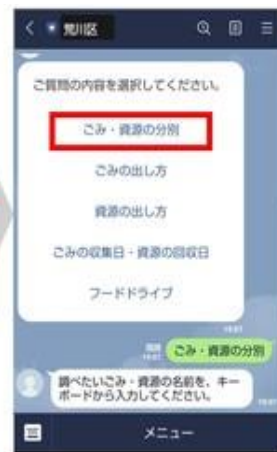 荒川区
ご質問の内容を選択してください。
ごみ・資源の分別
ごみの出し方
資源の出し方
ごみの収集日・資源の回収日
フードドライブ
ごみ・資源の分別
調べたいごみ・資源の名前を、キー
ボードから入力してください。
メニュー